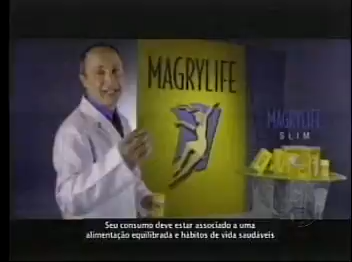 MAGRYLIFE
MAGRYLIFE
SLIM
Seu consumo deve estar associado a uma
alimentação equilibrada e hábitos de vida saudáveis